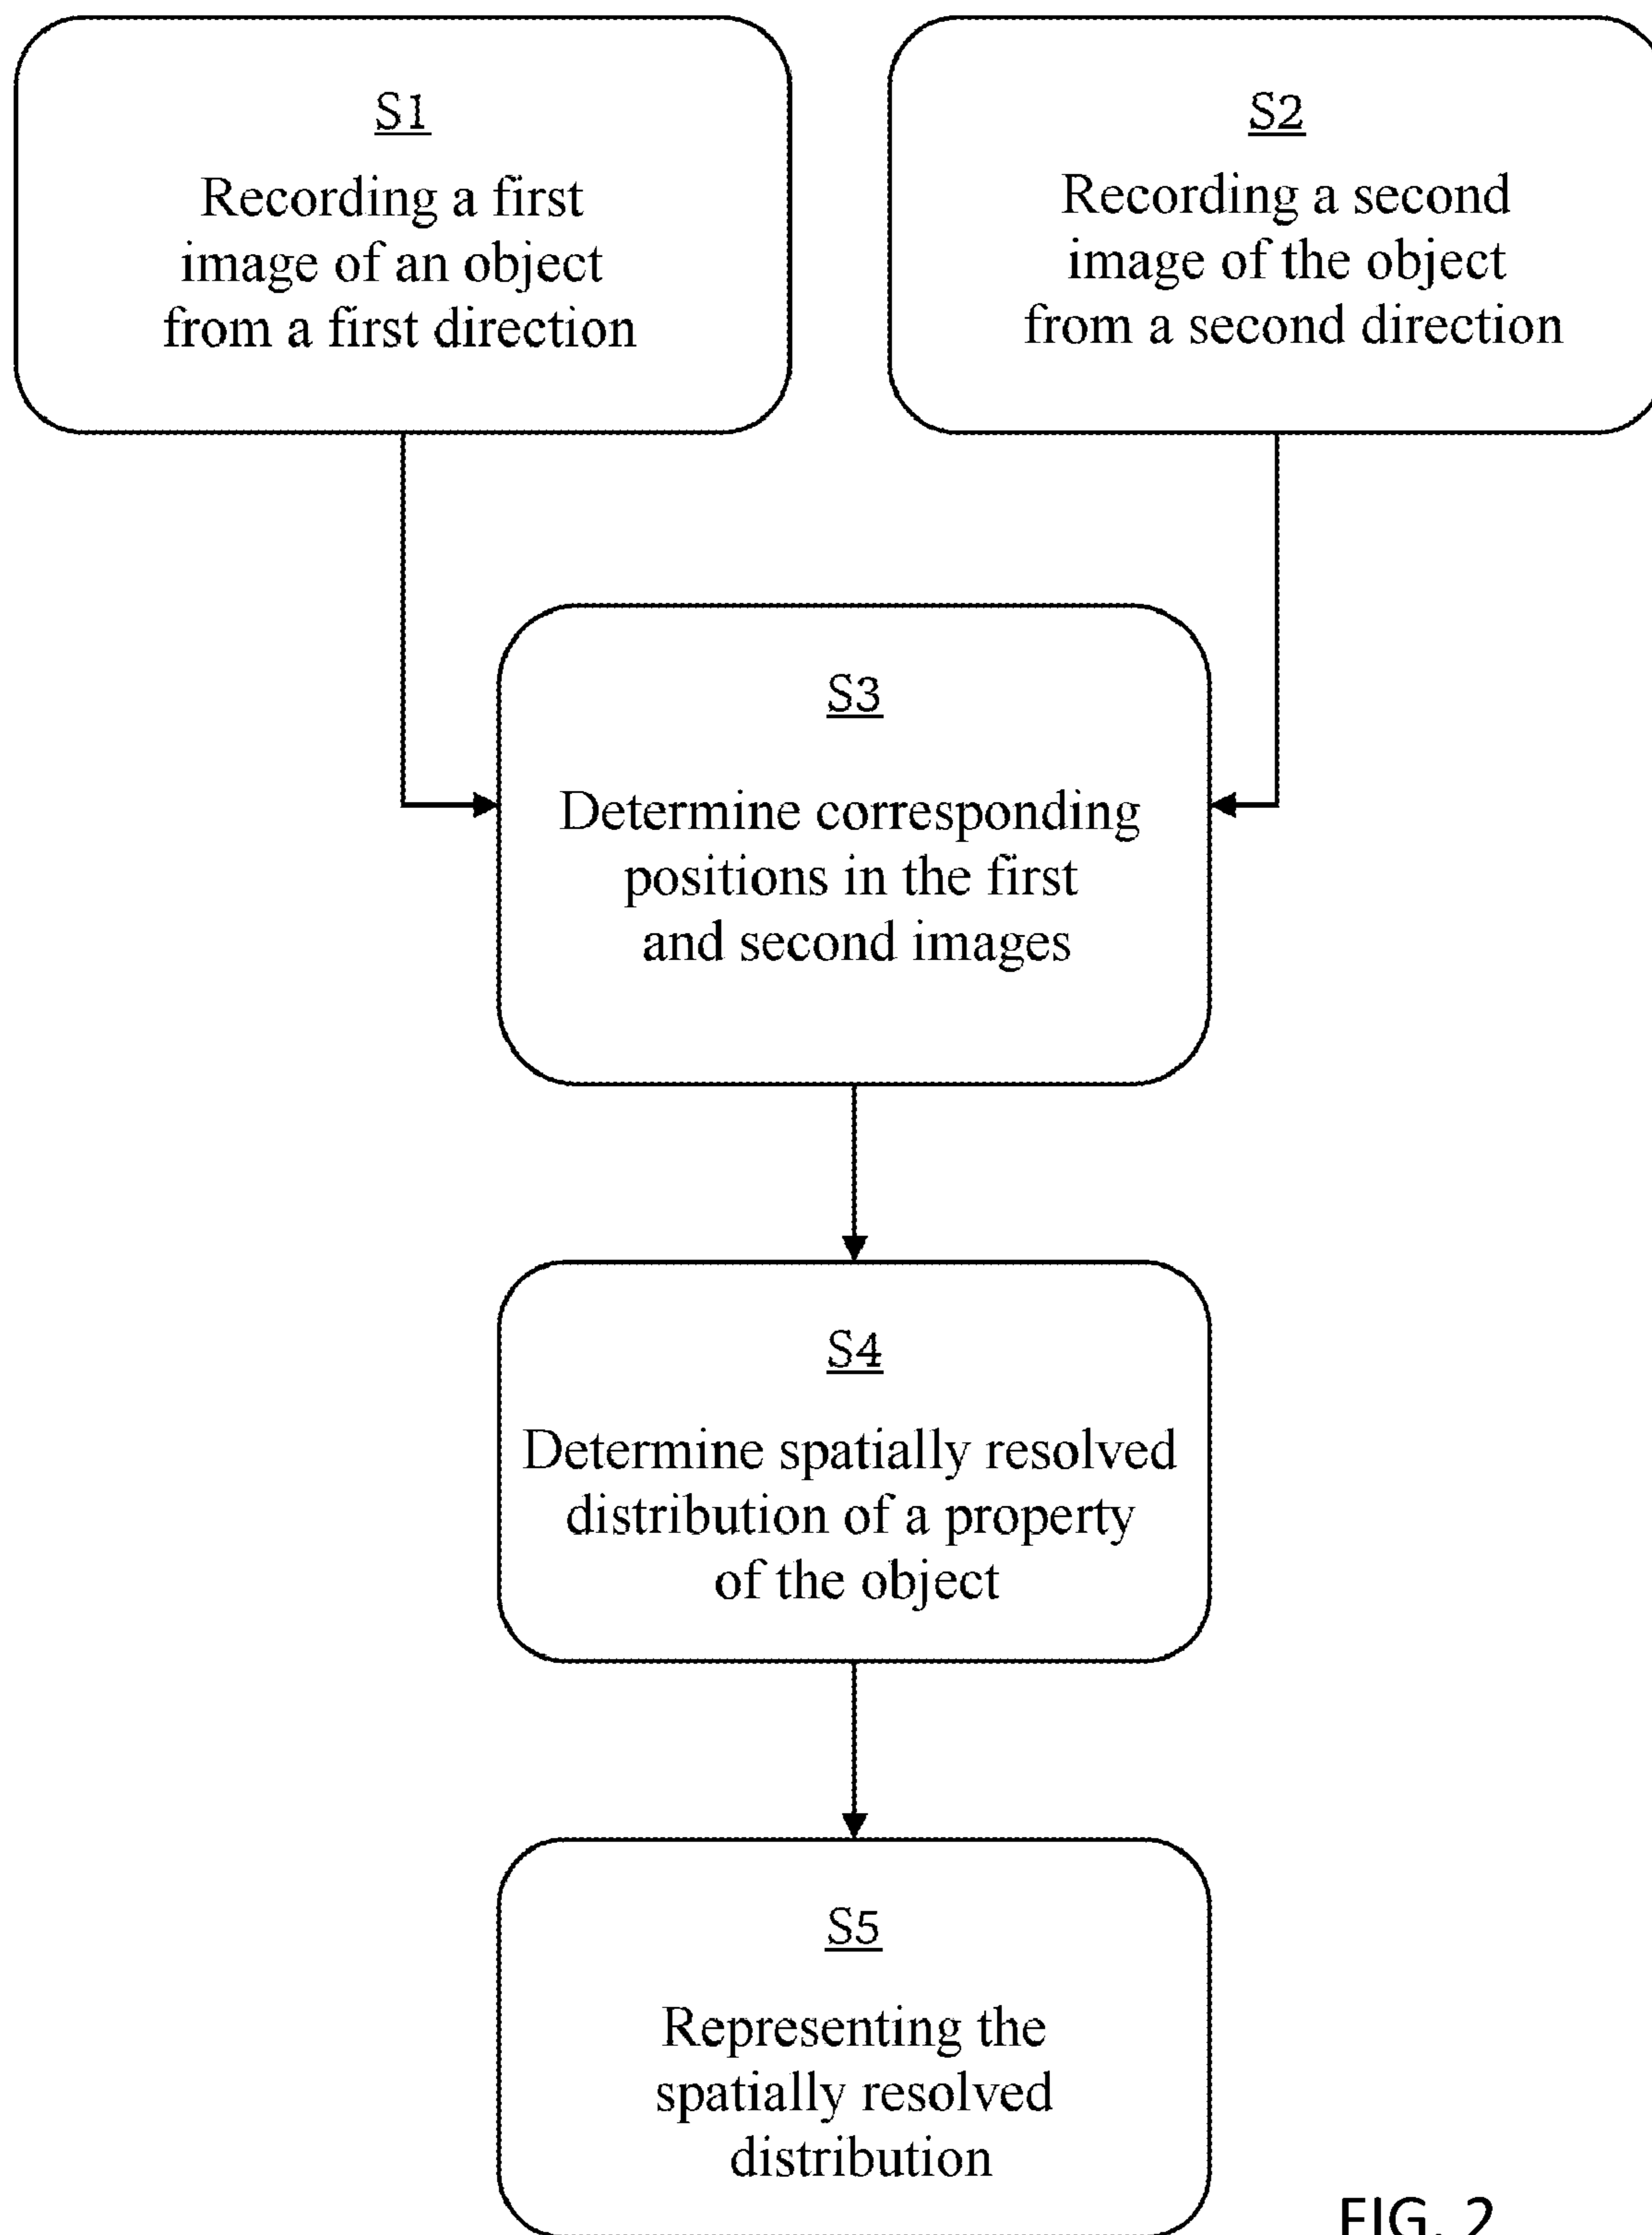 S1
Recording a first
image of an object
from a first direction
S2
Recording a second
image of the object
from a second direction
S3
Determine corresponding
positions in the first
and second images
S4
Determine spatially resolved
distribution of a property
of the object
S5
Representing the
spatially resolved
distribution
FIG. 2